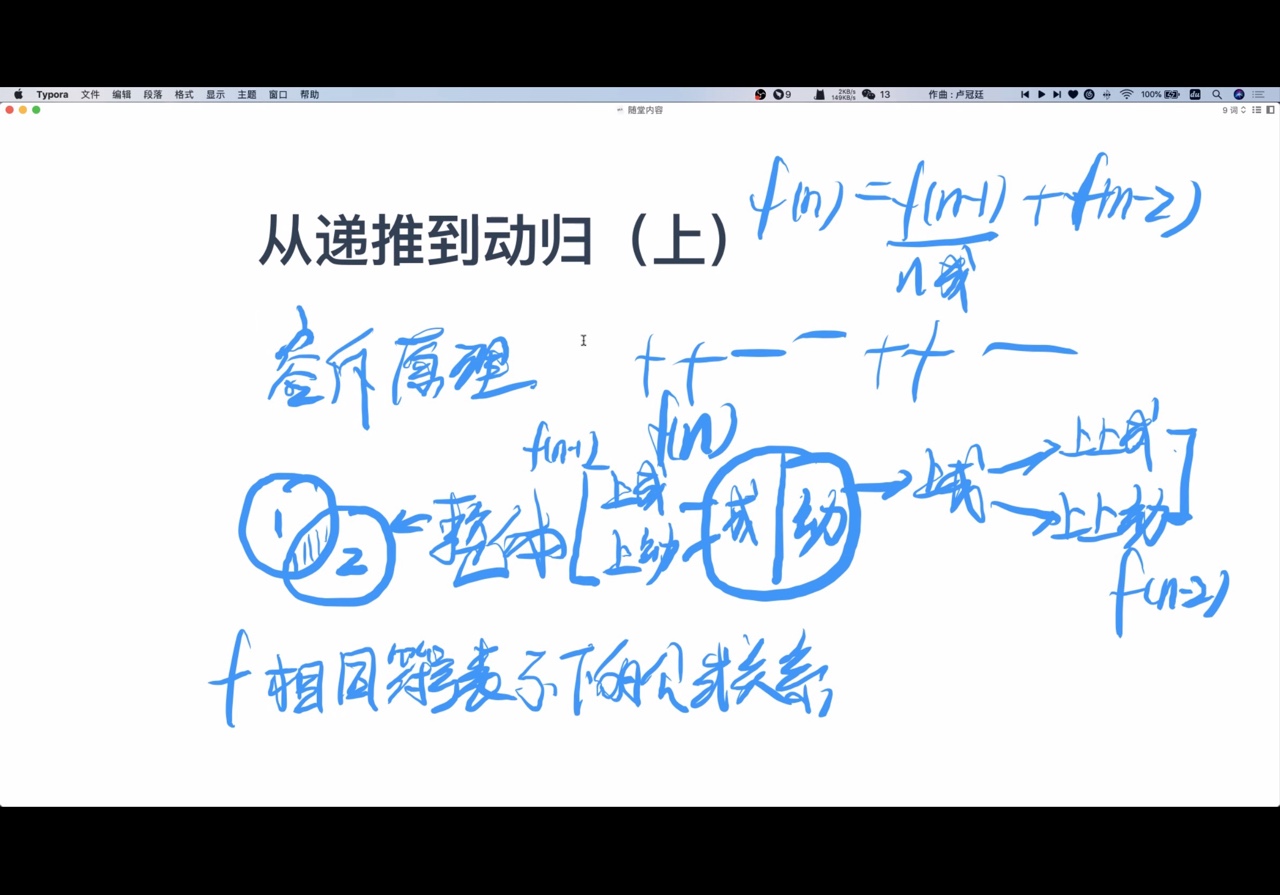 Typora 文件 编辑 段落 格式 显示 主题 窗口 帮助 9 2KB/s 149KB/s 13 作曲 : 卢冠廷 100%
随堂内容 9 词
f(n) = f(n-1) + f(n-2)
从递推到动归（上）
n 成
容斥原理
++ — — ++ —
f(n-1) f(n)
1 2 ← 整体 上成 上幼 成 幼 → 上成 上上成 上上幼
f(n-2)
f 相同符号表示下的公式关系